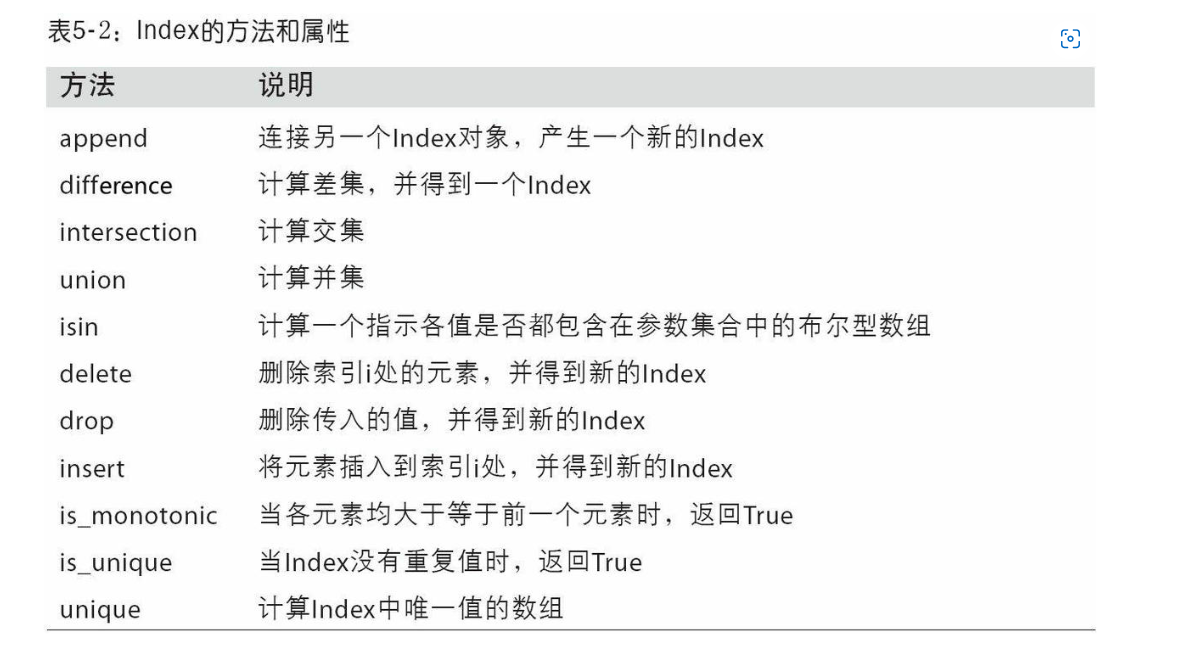 表5-2：Index的方法和属性
方法 说明
append 连接另一个Index对象，产生一个新的Index
difference 计算差集，并得到一个Index
intersection 计算交集
union 计算并集
isin 计算一个指示各值是否都包含在参数集合中的布尔型数组
delete 删除索引i处的元素，并得到新的Index
drop 删除传入的值，并得到新的Index
insert 将元素插入到索引i处，并得到新的Index
is_monotonic 当各元素均大于等于前一个元素时，返回True
is_unique 当Index没有重复值时，返回True
unique 计算Index中唯一值的数组